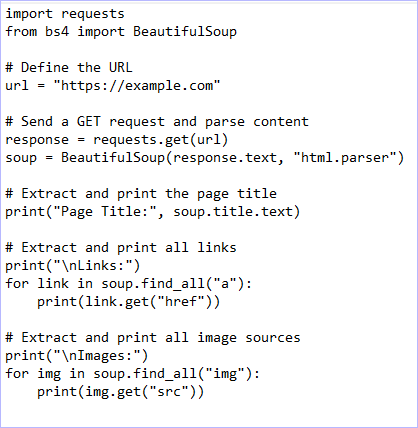 import requests
from bs4 import BeautifulSoup

# Define the URL
url = "https://example.com"

# Send a GET request and parse content
response = requests.get(url)
soup = BeautifulSoup(response.text, "html.parser")

# Extract and print the page title
print("Page Title:", soup.title.text)

# Extract and print all links
print("\nLinks:")
for link in soup.find_all("a"):
    print(link.get("href"))

# Extract and print all image sources
print("\nImages:")
for img in soup.find_all("img"):
    print(img.get("src"))